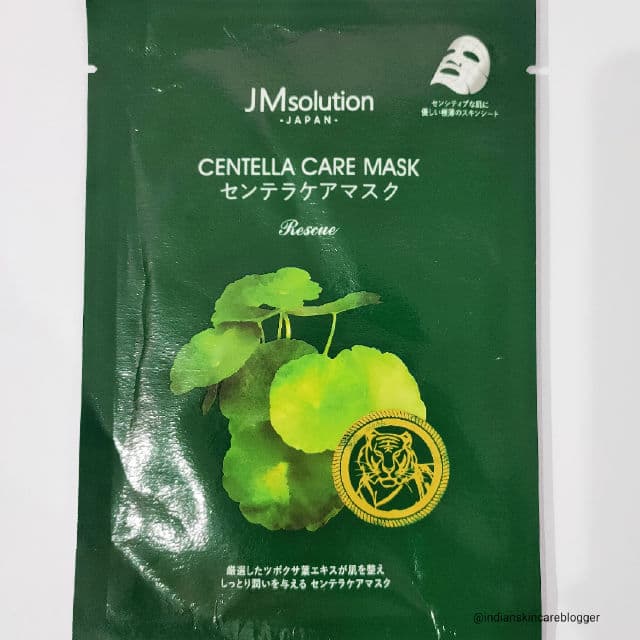 JMsolution
-JAPAN-
センシティブな肌に
優しい極薄のスキンシート
CENTELLA CARE MASK
センテラケアマスク
Rescue
厳選したツボクサ葉エキスが肌を整え
しっとり潤いを与える センテラケアマスク
@indianskincareblogger